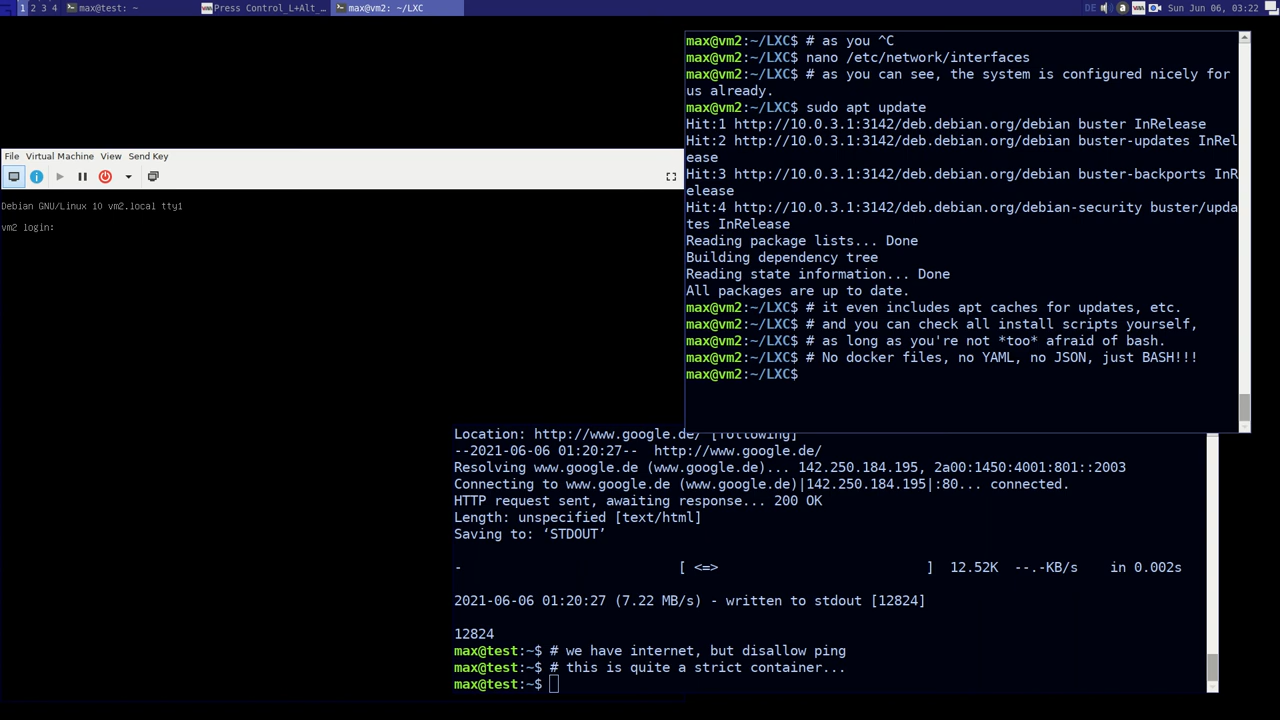 1 2 3 4 max@test: ~ Press Control_L+Alt_... max@vm2: ~/LXC DE Sun Jun 06, 03:22
max@vm2:~/LXC$ # as you ^C
max@vm2:~/LXC$ nano /etc/network/interfaces
max@vm2:~/LXC$ # as you can see, the system is configured nicely for
us already.
max@vm2:~/LXC$ sudo apt update
Hit:1 http://10.0.3.1:3142/deb.debian.org/debian buster InRelease
Hit:2 http://10.0.3.1:3142/deb.debian.org/debian buster-updates InRel
ease
Hit:3 http://10.0.3.1:3142/deb.debian.org/debian buster-backports InR
elease
Hit:4 http://10.0.3.1:3142/deb.debian.org/debian-security buster/upda
tes InRelease
Reading package lists... Done
Building dependency tree
Reading state information... Done
All packages are up to date.
max@vm2:~/LXC$ # it even includes apt caches for updates, etc.
max@vm2:~/LXC$ # and you can check all install scripts yourself,
max@vm2:~/LXC$ # as long as you're not *too* afraid of bash.
max@vm2:~/LXC$ # No docker files, no YAML, no JSON, just BASH!!!
max@vm2:~/LXC$
File Virtual Machine View Send Key
Debian GNU/Linux 10 vm2.local tty1
vm2 login:
Location: http://www.google.de/ [following]
--2021-06-06 01:20:27-- http://www.google.de/
Resolving www.google.de (www.google.de)... 142.250.184.195, 2a00:1450:4001:801::2003
Connecting to www.google.de (www.google.de)|142.250.184.195|:80... connected.
HTTP request sent, awaiting response... 200 OK
Length: unspecified [text/html]
Saving to: ‘STDOUT’
- [ <=> ] 12.52K --.-KB/s in 0.002s
2021-06-06 01:20:27 (7.22 MB/s) - written to stdout [12824]
12824
max@test:~$ # we have internet, but disallow ping
max@test:~$ # this is quite a strict container...
max@test:~$